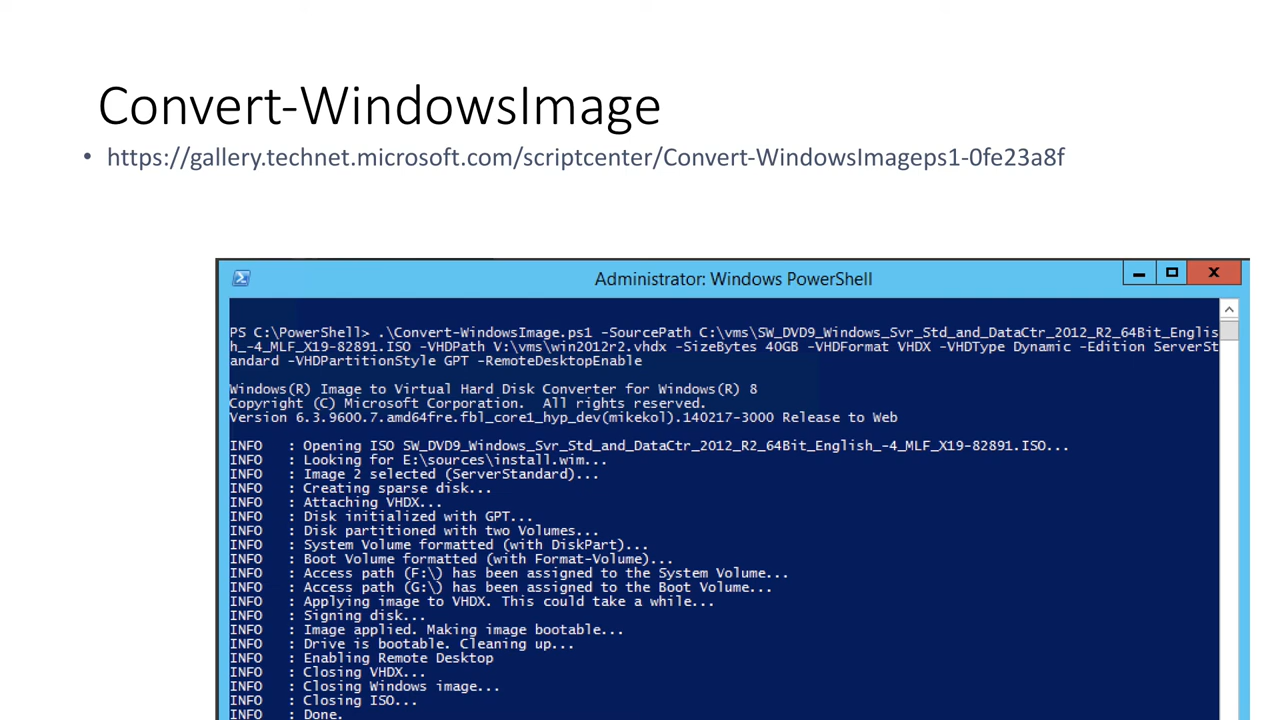 Convert-WindowsImage
• https://gallery.technet.microsoft.com/scriptcenter/Convert-WindowsImageps1-0fe23a8f
Administrator: Windows PowerShell
PS C:\PowerShell> .\Convert-WindowsImage.ps1 -SourcePath C:\vms\SW_DVD9_Windows_Svr_Std_and_DataCtr_2012_R2_64Bit_Englis
h_-4_MLF_X19-82891.ISO -VHDPath V:\vms\win2012r2.vhdx -SizeBytes 40GB -VHDFormat VHDX -VHDType Dynamic -Edition ServerSt
andard -VHDPartitionStyle GPT -RemoteDesktopEnable
Windows(R) Image to Virtual Hard Disk Converter for Windows(R) 8
Copyright (C) Microsoft Corporation.  All rights reserved.
Version 6.3.9600.7.amd64fre.fbl_core1_hyp_dev(mikekol).140217-3000 Release to Web
INFO   : Opening ISO SW_DVD9_Windows_Svr_Std_and_DataCtr_2012_R2_64Bit_English_-4_MLF_X19-82891.ISO...
INFO   : Looking for E:\sources\install.wim...
INFO   : Image 2 selected (ServerStandard)...
INFO   : Creating sparse disk...
INFO   : Attaching VHDX...
INFO   : Disk initialized with GPT...
INFO   : Disk partitioned with two Volumes...
INFO   : System Volume formatted (with DiskPart)...
INFO   : Boot Volume formatted (with Format-Volume)...
INFO   : Access path (F:\) has been assigned to the System Volume...
INFO   : Access path (G:\) has been assigned to the Boot Volume...
INFO   : Applying image to VHDX. This could take a while...
INFO   : Signing disk...
INFO   : Image applied. Making image bootable...
INFO   : Drive is bootable. Cleaning up...
INFO   : Enabling Remote Desktop
INFO   : Closing VHDX...
INFO   : Closing Windows image...
INFO   : Closing ISO...
INFO   : Done.